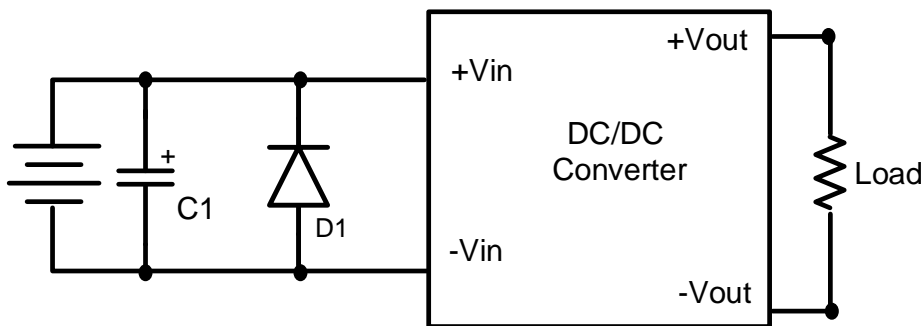 +Vout
+Vin
DC/DC
Converter
+
C1
D1
Load
-Vin
-Vout